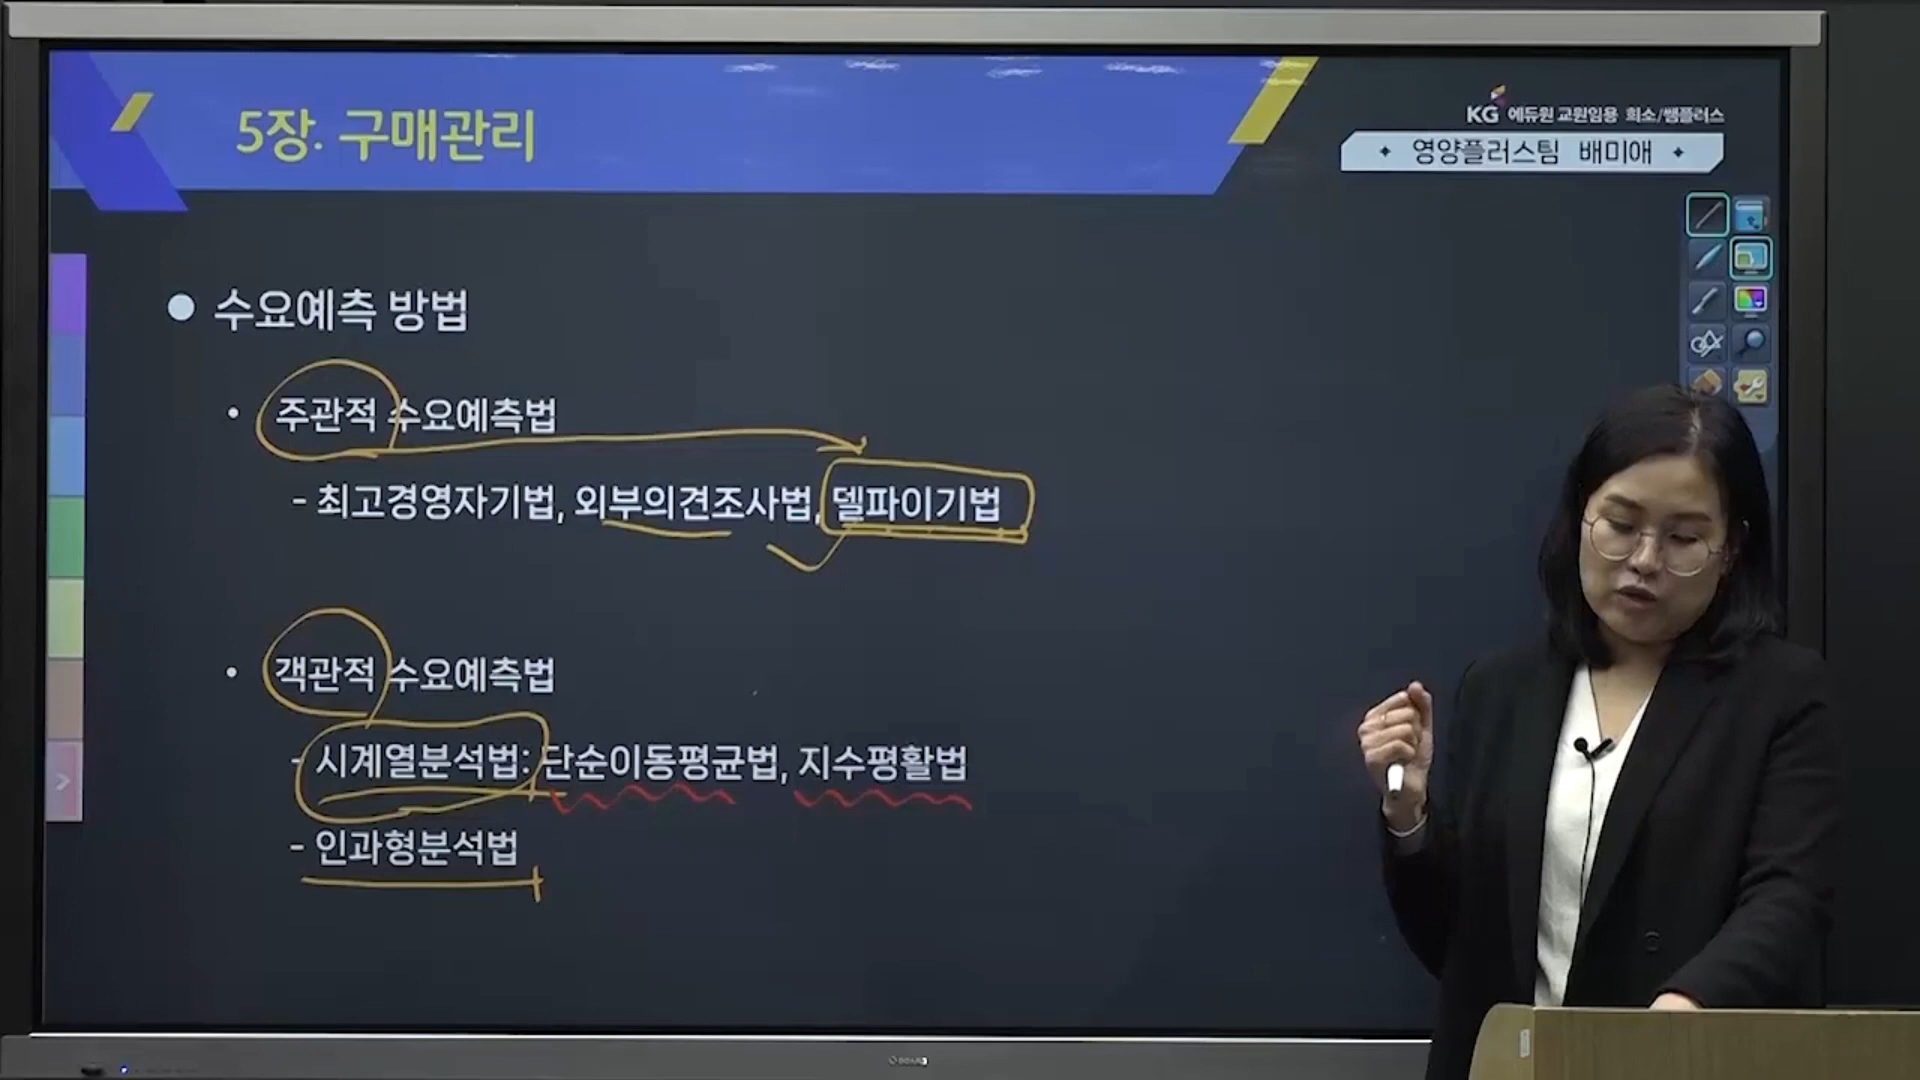 5장. 구매관리
KG 에듀원 교원임용 희소/쌤플러스
영양플러스팀 배미애
수요예측 방법
주관적 수요예측법
- 최고경영자기법, 외부의견조사법, 델파이기법
객관적 수요예측법
- 시계열분석법: 단순이동평균법, 지수평활법
- 인과형분석법